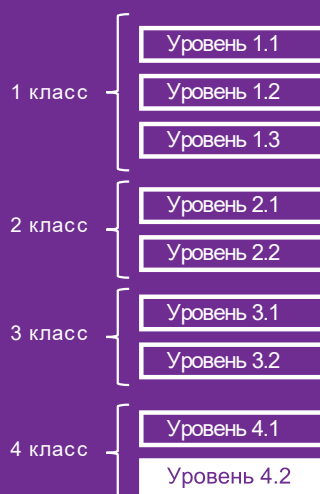 1 класс
Уровень 1.1
Уровень 1.2
Уровень 1.3
2 класс
Уровень 2.1
Уровень 2.2
3 класс
Уровень 3.1
Уровень 3.2
4 класс
Уровень 4.1
Уровень 4.2